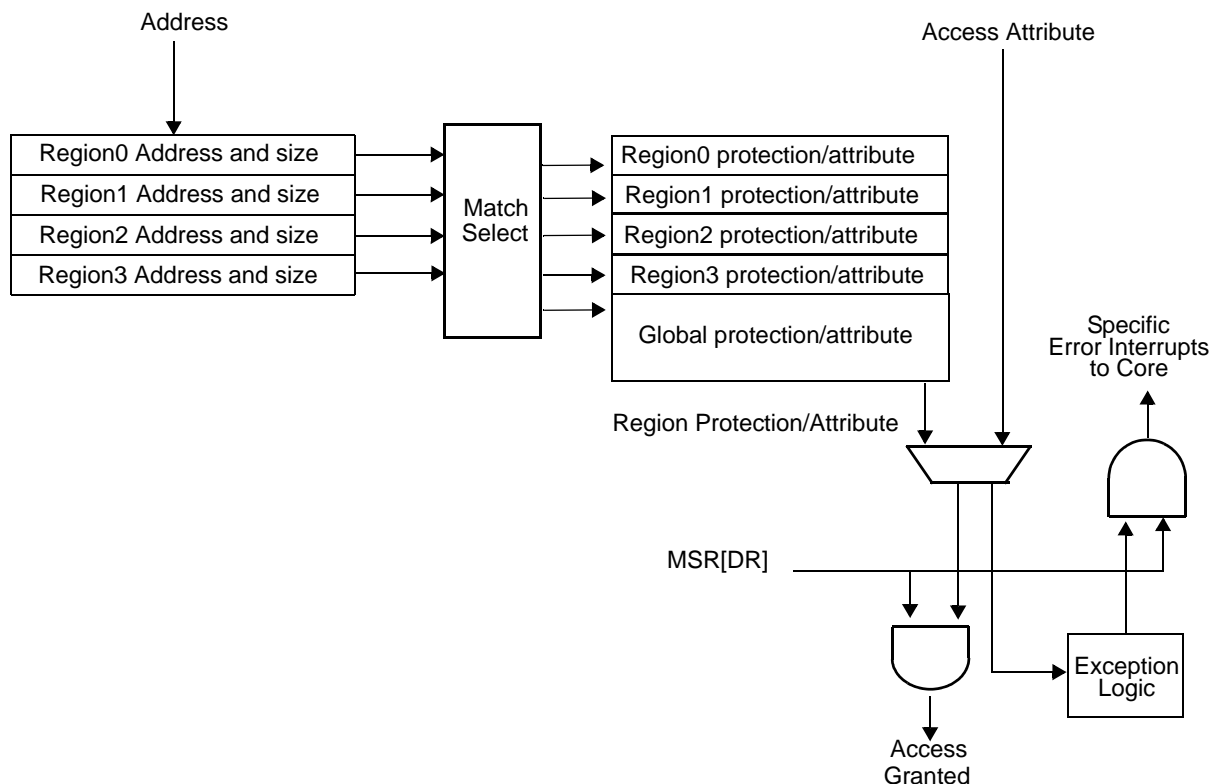 Address
Access Attribute
Region0 Address and size
Region1 Address and size
Region2 Address and size
Region3 Address and size
Match
Select
Region0 protection/attribute
Region1 protection/attribute
Region2 protection/attribute
Region3 protection/attribute
Global protection/attribute
Specific
Error Interrupts
to Core
Region Protection/Attribute
MSR[DR]
Exception
Logic
Access
Granted